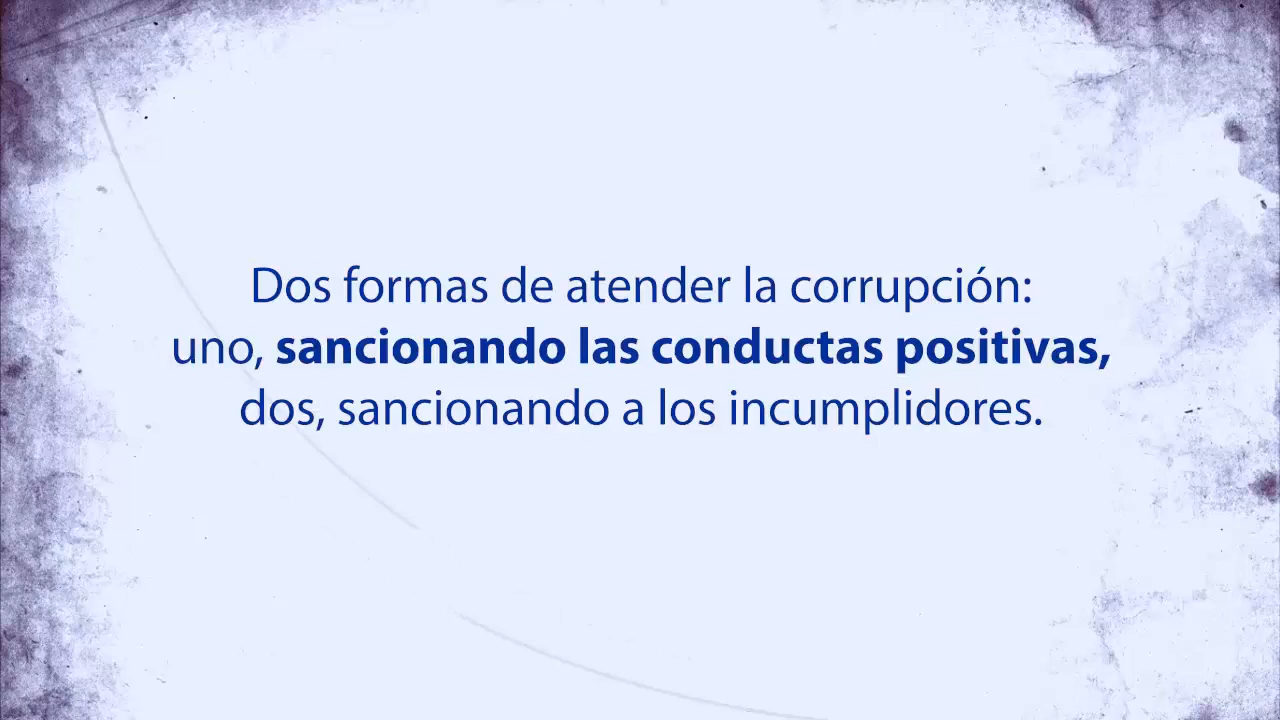 Dos formas de atender la corrupción:
uno, sancionando las conductas positivas,
dos, sancionando a los incumplidores.